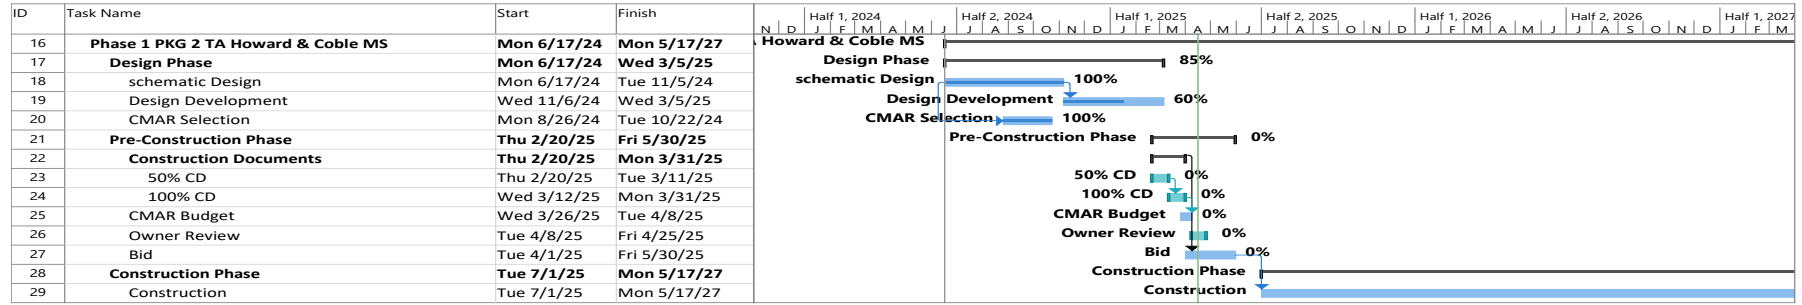 ID Task Name Start Finish Half 1, 2024 Half 2, 2024 Half 1, 2025 Half 2, 2025 Half 1, 2026 Half 2, 2026 Half 1, 2027
N D J F M A M J J A S O N D J F M A M J J A S O N D J F M A M J J A S O N D J F M
16 Phase 1 PKG 2 TA Howard & Coble MS Mon 6/17/24 Mon 5/17/27 Howard & Coble MS
17 Design Phase Mon 6/17/24 Wed 3/5/25 Design Phase 85%
18 schematic Design Mon 6/17/24 Tue 11/5/24 schematic Design 100%
19 Design Development Wed 11/6/24 Wed 3/5/25 Design Development 60%
20 CMAR Selection Mon 8/26/24 Tue 10/22/24 CMAR Selection 100%
21 Pre-Construction Phase Thu 2/20/25 Fri 5/30/25 Pre-Construction Phase 0%
22 Construction Documents Thu 2/20/25 Mon 3/31/25
23 50% CD Thu 2/20/25 Tue 3/11/25 50% CD 0%
24 100% CD Wed 3/12/25 Mon 3/31/25 100% CD 0%
25 CMAR Budget Wed 3/26/25 Tue 4/8/25 CMAR Budget 0%
26 Owner Review Tue 4/8/25 Fri 4/25/25 Owner Review 0%
27 Bid Tue 4/1/25 Fri 5/30/25 Bid 0%
28 Construction Phase Tue 7/1/25 Mon 5/17/27 Construction Phase
29 Construction Tue 7/1/25 Mon 5/17/27 Construction